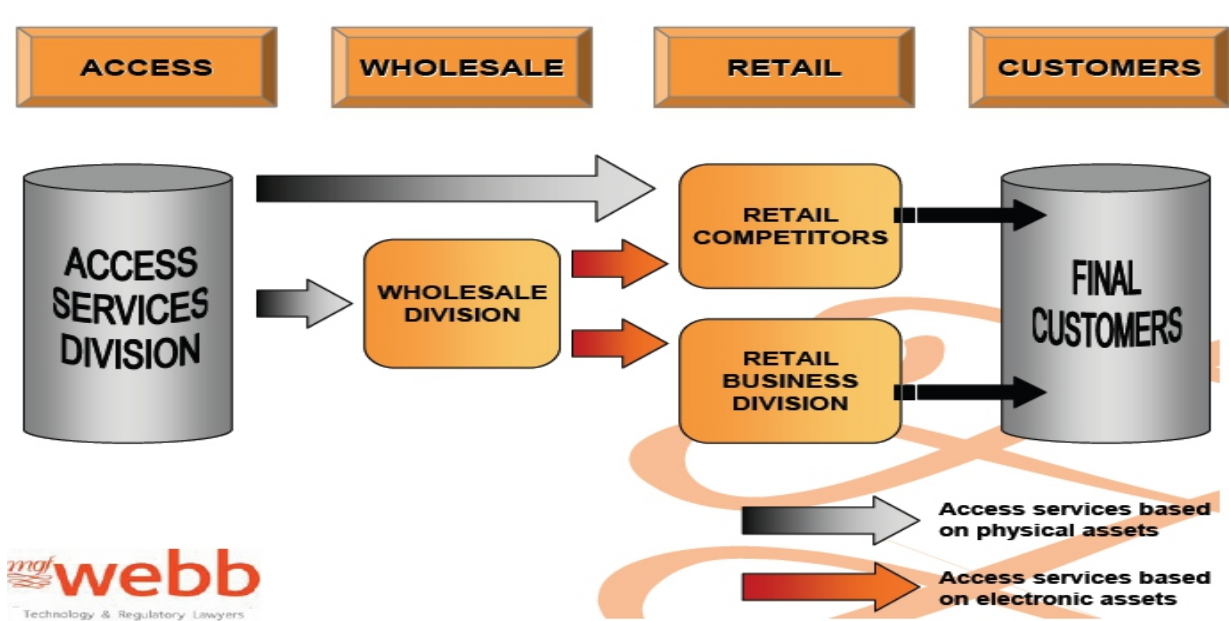 ACCESS
WHOLESALE
RETAIL
CUSTOMERS
ACCESS
SERVICES
DIVISION
WHOLESALE
DIVISION
RETAIL
COMPETITORS
RETAIL
BUSINESS
DIVISION
FINAL
CUSTOMERS
Access services based
on physical assets
Access services based
on electronic assets
mgf webb
Technology & Regulatory Lawyers